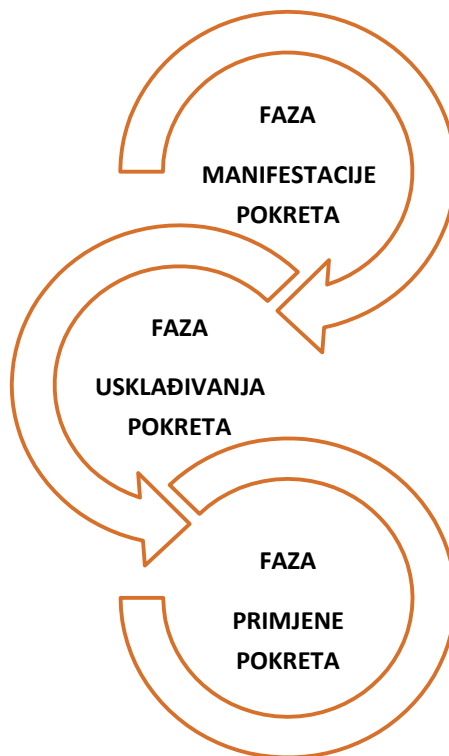 FAZA
MANIFESTACIJE
POKRETA
FAZA
USKLAĐIVANJA
POKRETA
FAZA
PRIMJENE
POKRETA